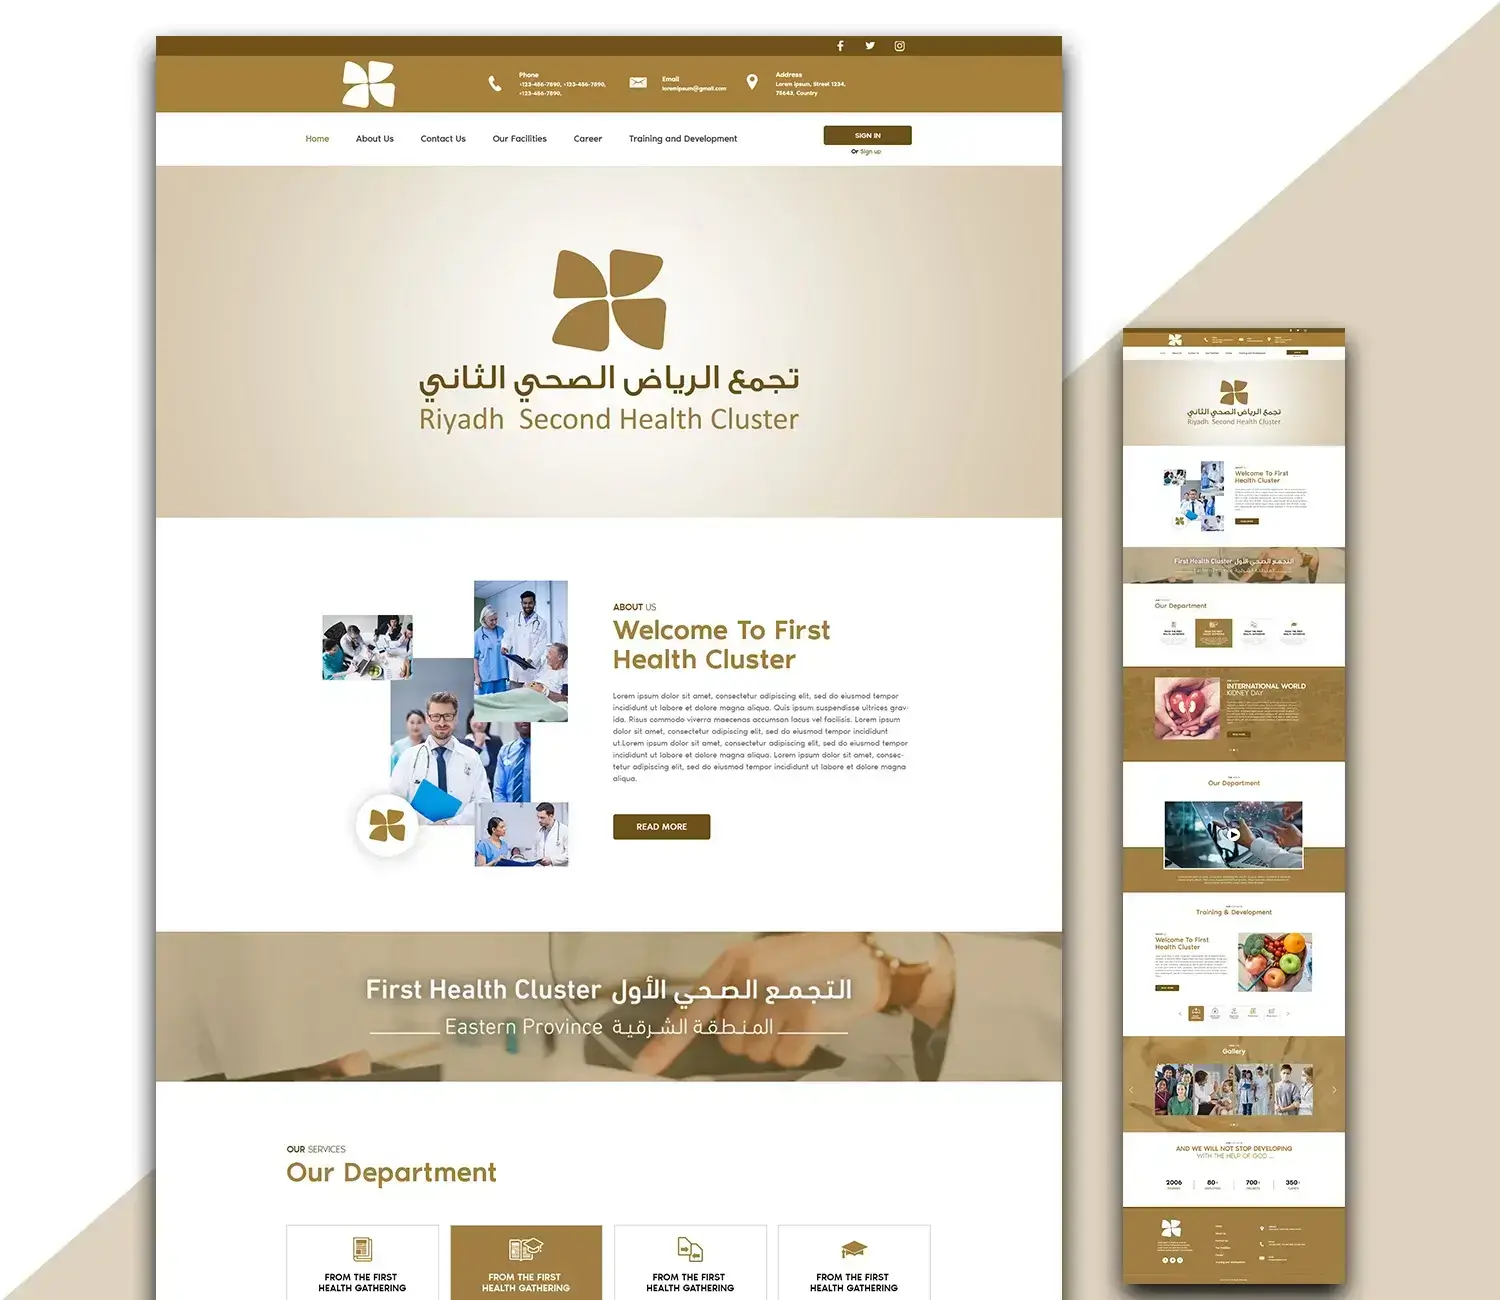 Phone
+123-456-7890, +123-456-7890,
+123-456-7890,
Email
loremipsum@gmail.com
Address
Lorem ipsum, Street 1234,
75643, Country
Home
About Us
Contact Us
Our Facilities
Career
Training and Development
SIGN IN
Or Sign up
تجمع الرياض الصحي الثاني
Riyadh Second Health Cluster
ABOUT US
Welcome To First
Health Cluster
Lorem ipsum dolor sit amet, consectetur adipiscing elit, sed do eiusmod tempor
incididunt ut labore et dolore magna aliqua. Quis ipsum suspendisse ultrices grav-
ida. Risus commodo viverra maecenas accumsan lacus vel facilisis. Lorem ipsum
dolor sit amet, consectetur adipiscing elit, sed do eiusmod tempor incididunt
ut.Lorem ipsum dolor sit amet, consectetur adipiscing elit, sed do eiusmod tempor
incididunt ut labore et dolore magna aliqua. Lorem ipsum dolor sit amet, consec-
tetur adipiscing elit, sed do eiusmod tempor incididunt ut labore et dolore magna
aliqua.
READ MORE
First Health Cluster التجمع الصحي الأول
Eastern Province المنطقة الشرقية
OUR SERVICES
Our Department
FROM THE FIRST
HEALTH GATHERING
FROM THE FIRST
HEALTH GATHERING
FROM THE FIRST
HEALTH GATHERING
FROM THE FIRST
HEALTH GATHERING
تجمع الرياض الصحي الثاني
Riyadh Second Health Cluster
Welcome To First
Health Cluster
First Health Cluster التجمع الصحي الأول
Eastern Province المنطقة الشرقية
Our Department
INTERNATIONAL WORLD
KIDNEY DAY
Our Department
Training & Development
Welcome To First
Health Cluster
Gallery
AND WE WILL NOT STOP DEVELOPING
WITH THE HELP OF GOD ...
2006
80+
700+
350+